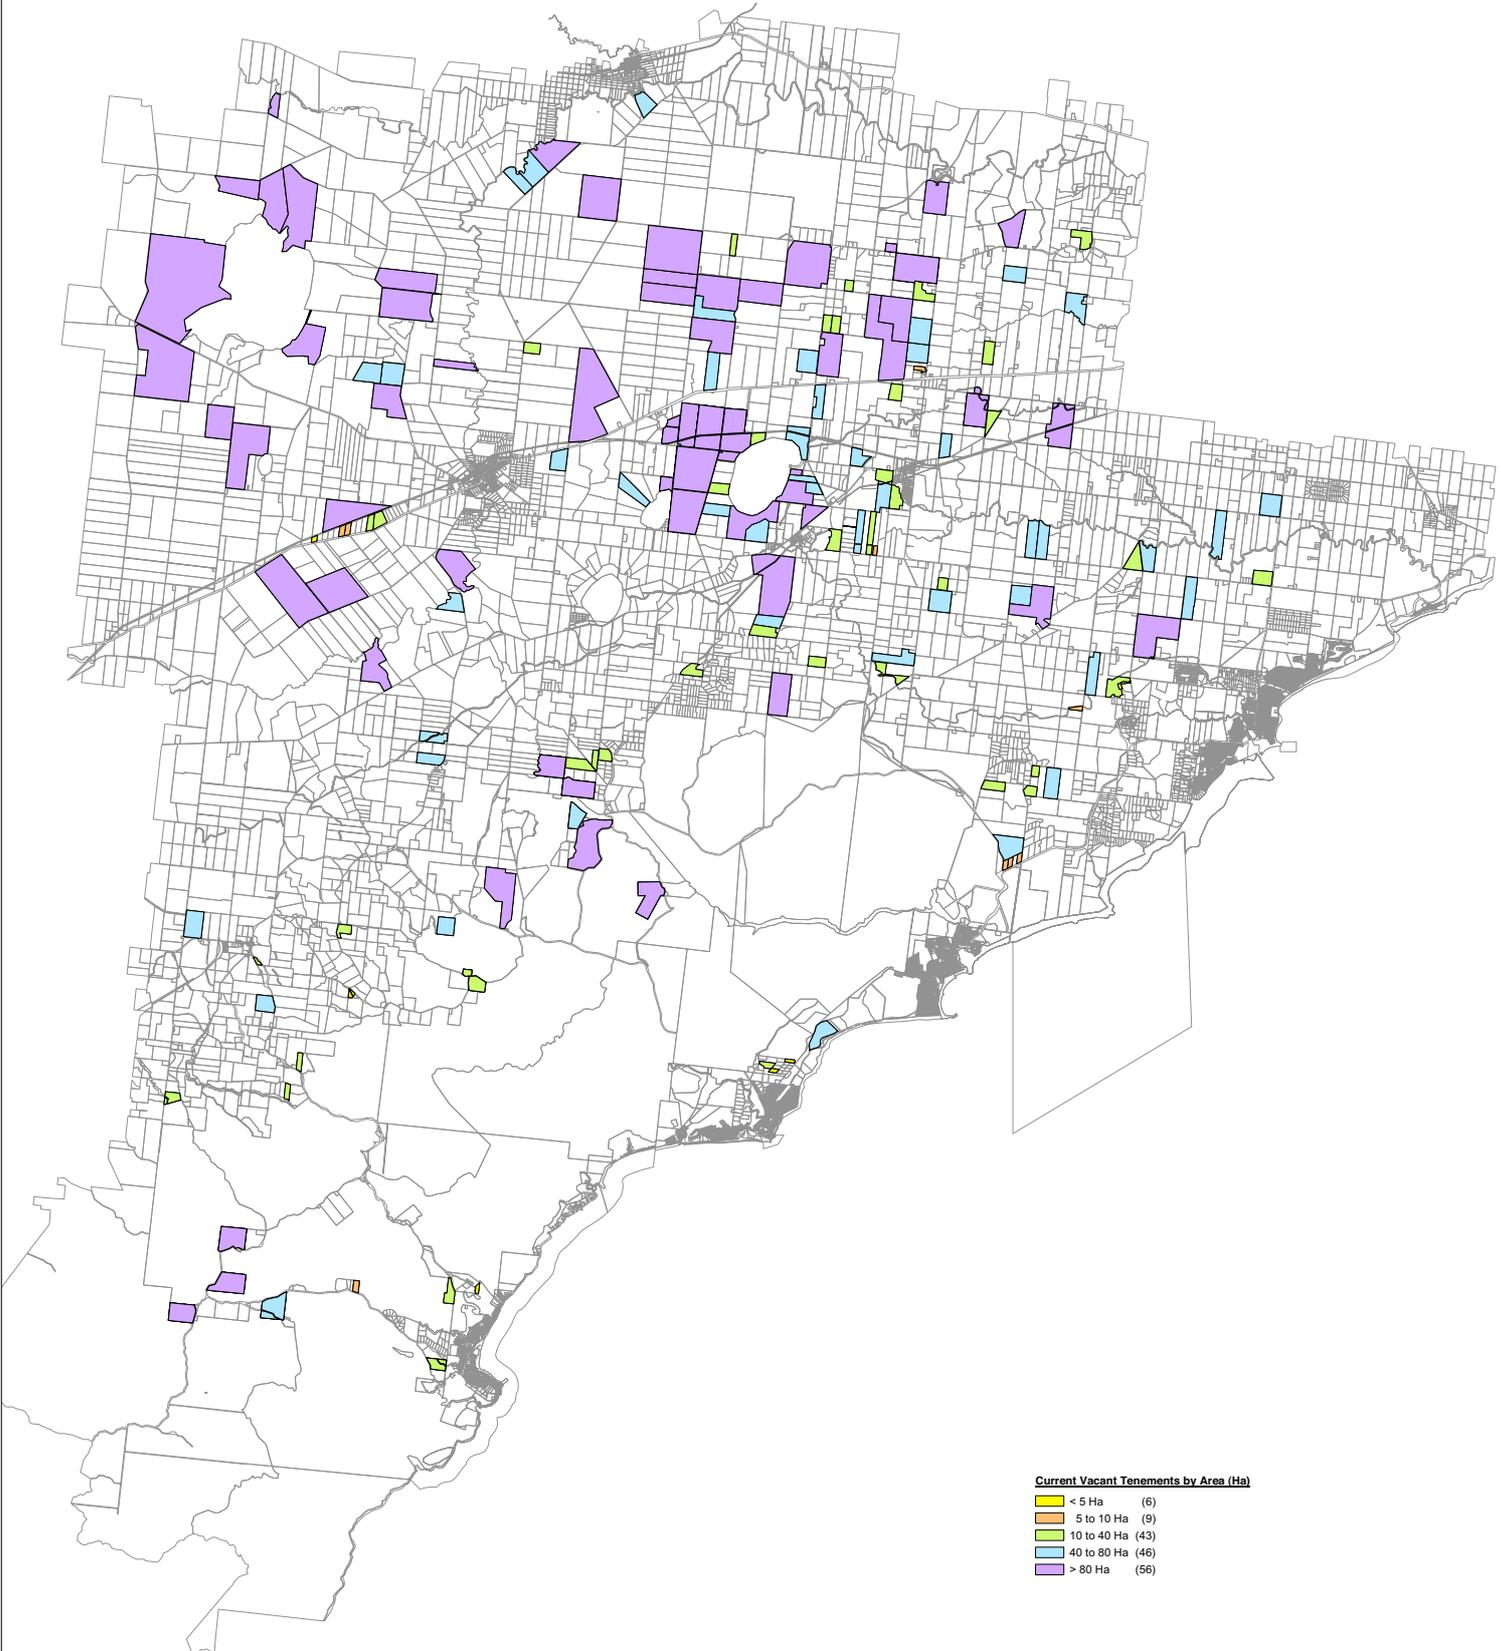 Current Vacant Tenements by Area (Ha)
< 5 Ha (6)
5 to 10 Ha (9)
10 to 40 Ha (43)
40 to 80 Ha (46)
> 80 Ha (56)